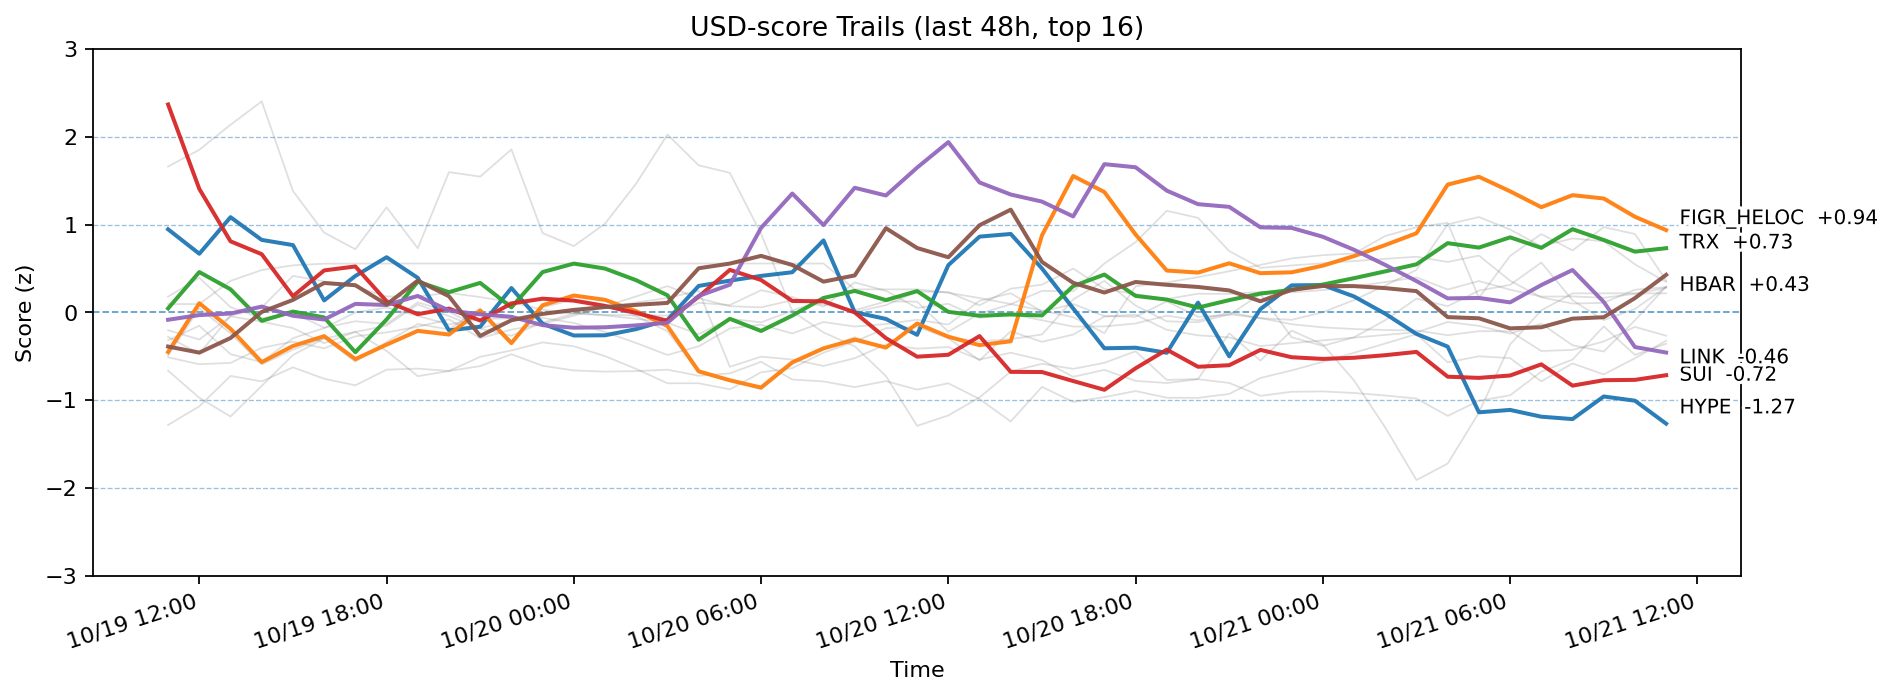 USD-score Trails (last 48h, top 16)
3
2
1
0
−1
−2
−3
Score (z)
FIGR_HELOC +0.94
TRX +0.73
HBAR +0.43
LINK -0.46
SUI -0.72
HYPE -1.27
10/19 12:00
10/19 18:00
10/20 00:00
10/20 06:00
10/20 12:00
10/20 18:00
10/21 00:00
10/21 06:00
10/21 12:00
Time